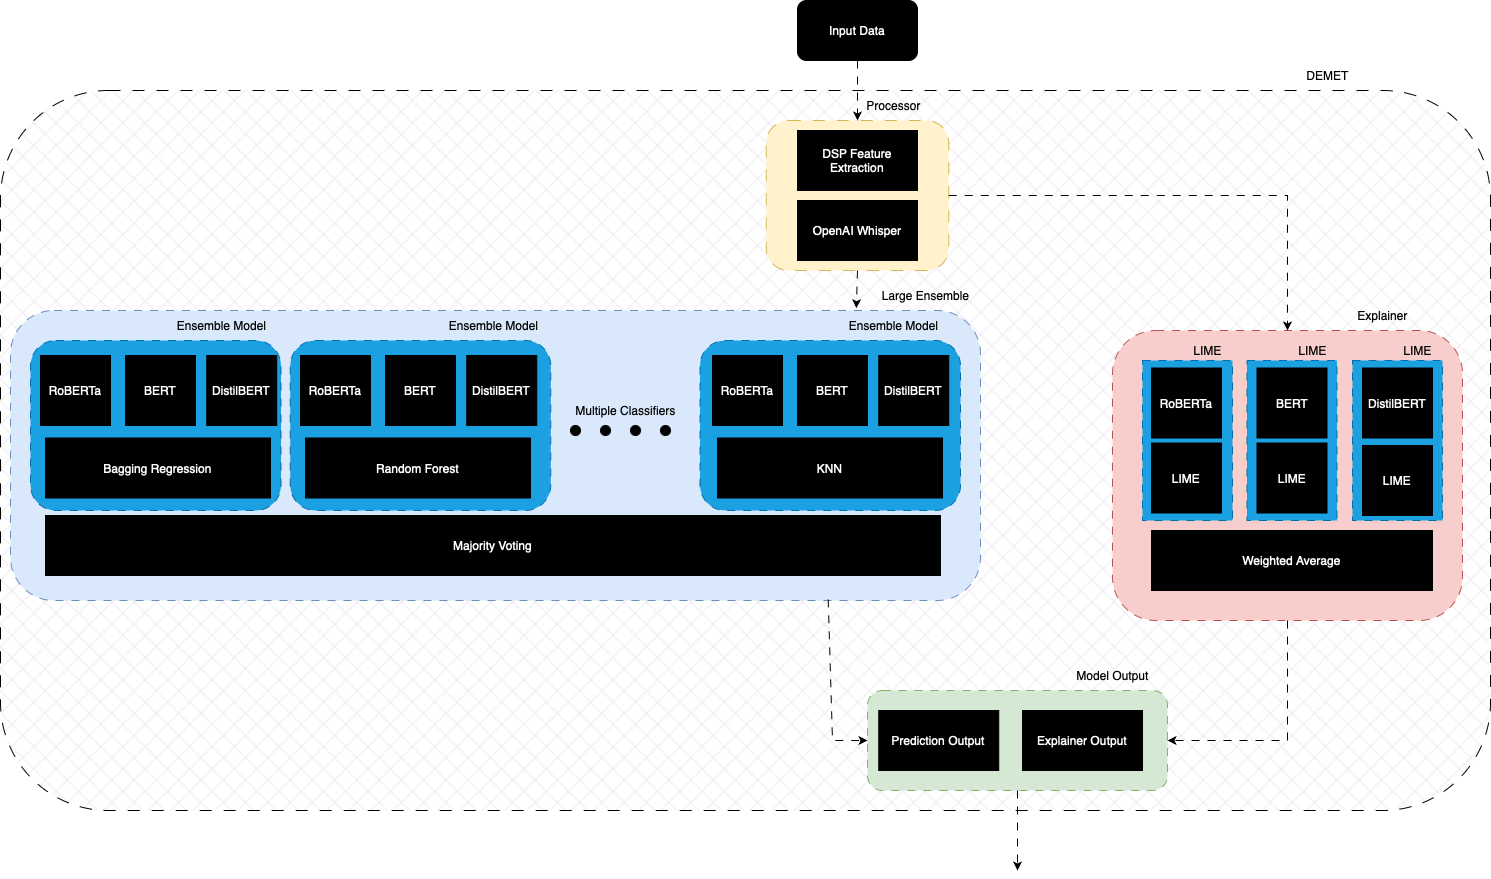 Input Data
DEMET
Processor
DSP Feature
Extraction
OpenAI Whisper
Large Ensemble
Ensemble Model
Ensemble Model
Ensemble Model
RoBERTa
BERT
DistilBERT
RoBERTa
BERT
DistilBERT
Multiple Classifiers
RoBERTa
BERT
DistilBERT
Bagging Regression
Random Forest
KNN
Majority Voting
Explainer
LIME
LIME
LIME
RoBERTa
BERT
DistilBERT
LIME
LIME
LIME
Weighted Average
Model Output
Prediction Output
Explainer Output